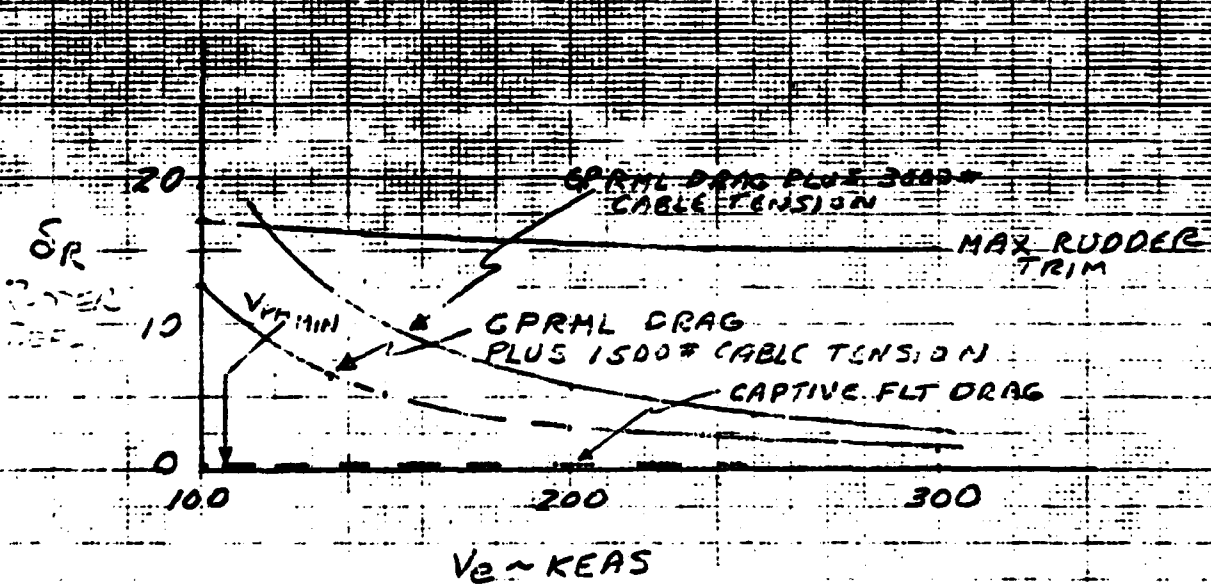 20
GPRML DRAG PLUS 3000#
CABLE TENSION
δR
MAX RUDDER
TRIM
10
MIN
GPRML DRAG
PLUS 1500# CABLE TENSION
CAPTIVE FLT DRAG
0
100
200
300
Ve ~ KEAS